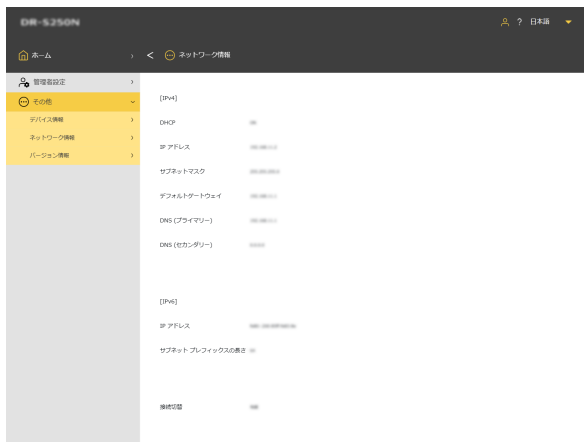 DR-S250N
? 日本語
ホーム
ネットワーク情報
管理者設定
その他
デバイス情報
ネットワーク情報
バージョン情報
[IPv4]
DHCP
IP アドレス
サブネットマスク
デフォルトゲートウェイ
DNS (プライマリー)
DNS (セカンダリー)
[IPv6]
IP アドレス
サブネット プレフィックスの長さ
接続切替